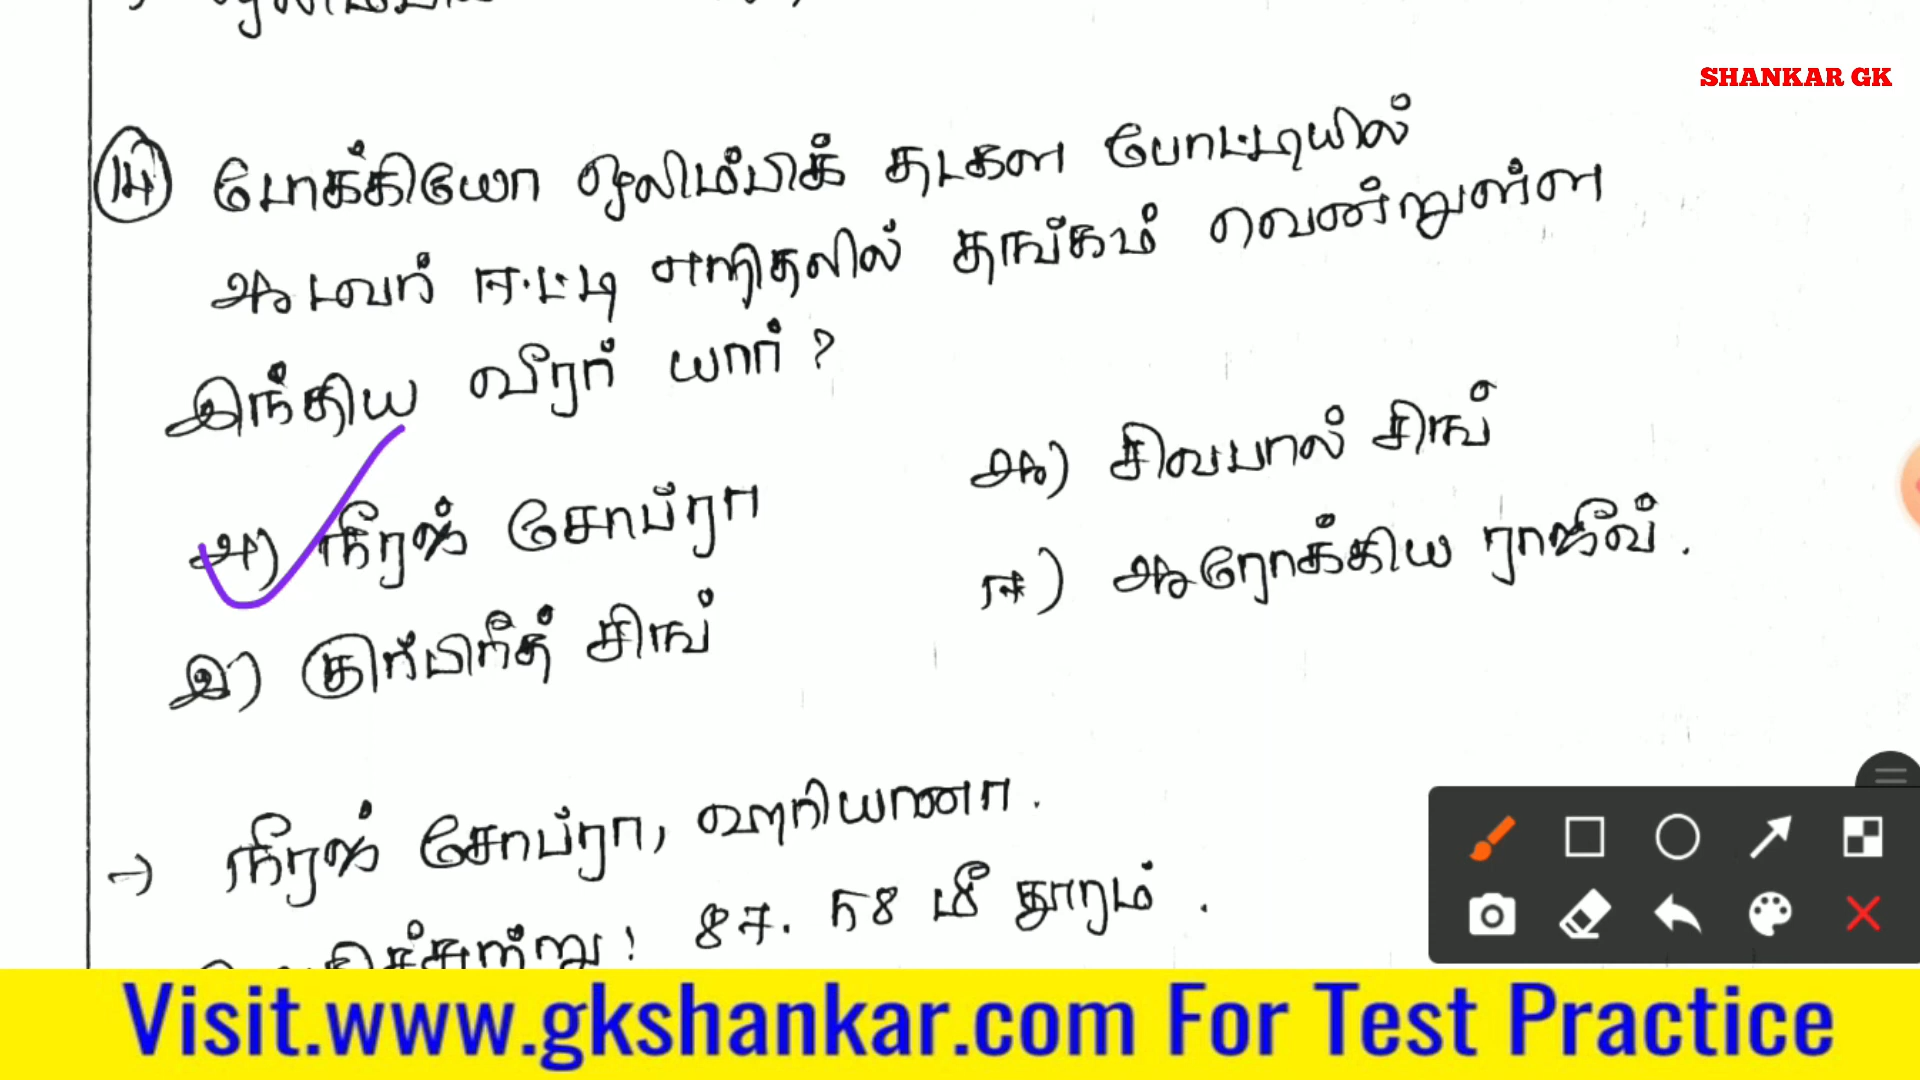 SHANKAR GK
14 டோக்கியோ ஒலிம்பிக் தடகள போட்டியில்
ஆடவர் ஈட்டி எறிதலில் தங்கம் வென்றுள்ள
இந்திய வீரர் யார்?
அ) நீரஜ் சோப்ரா
ஆ) சிவபால் சிங்
இ) குர்பிரீத் சிங்
ஈ) ஆரோக்கிய ராஜீவ்.
→ நீரஜ் சோப்ரா, ஹரியாணா.
87.58 மீ தூரம்.
Visit.www.gkshankar.com For Test Practice